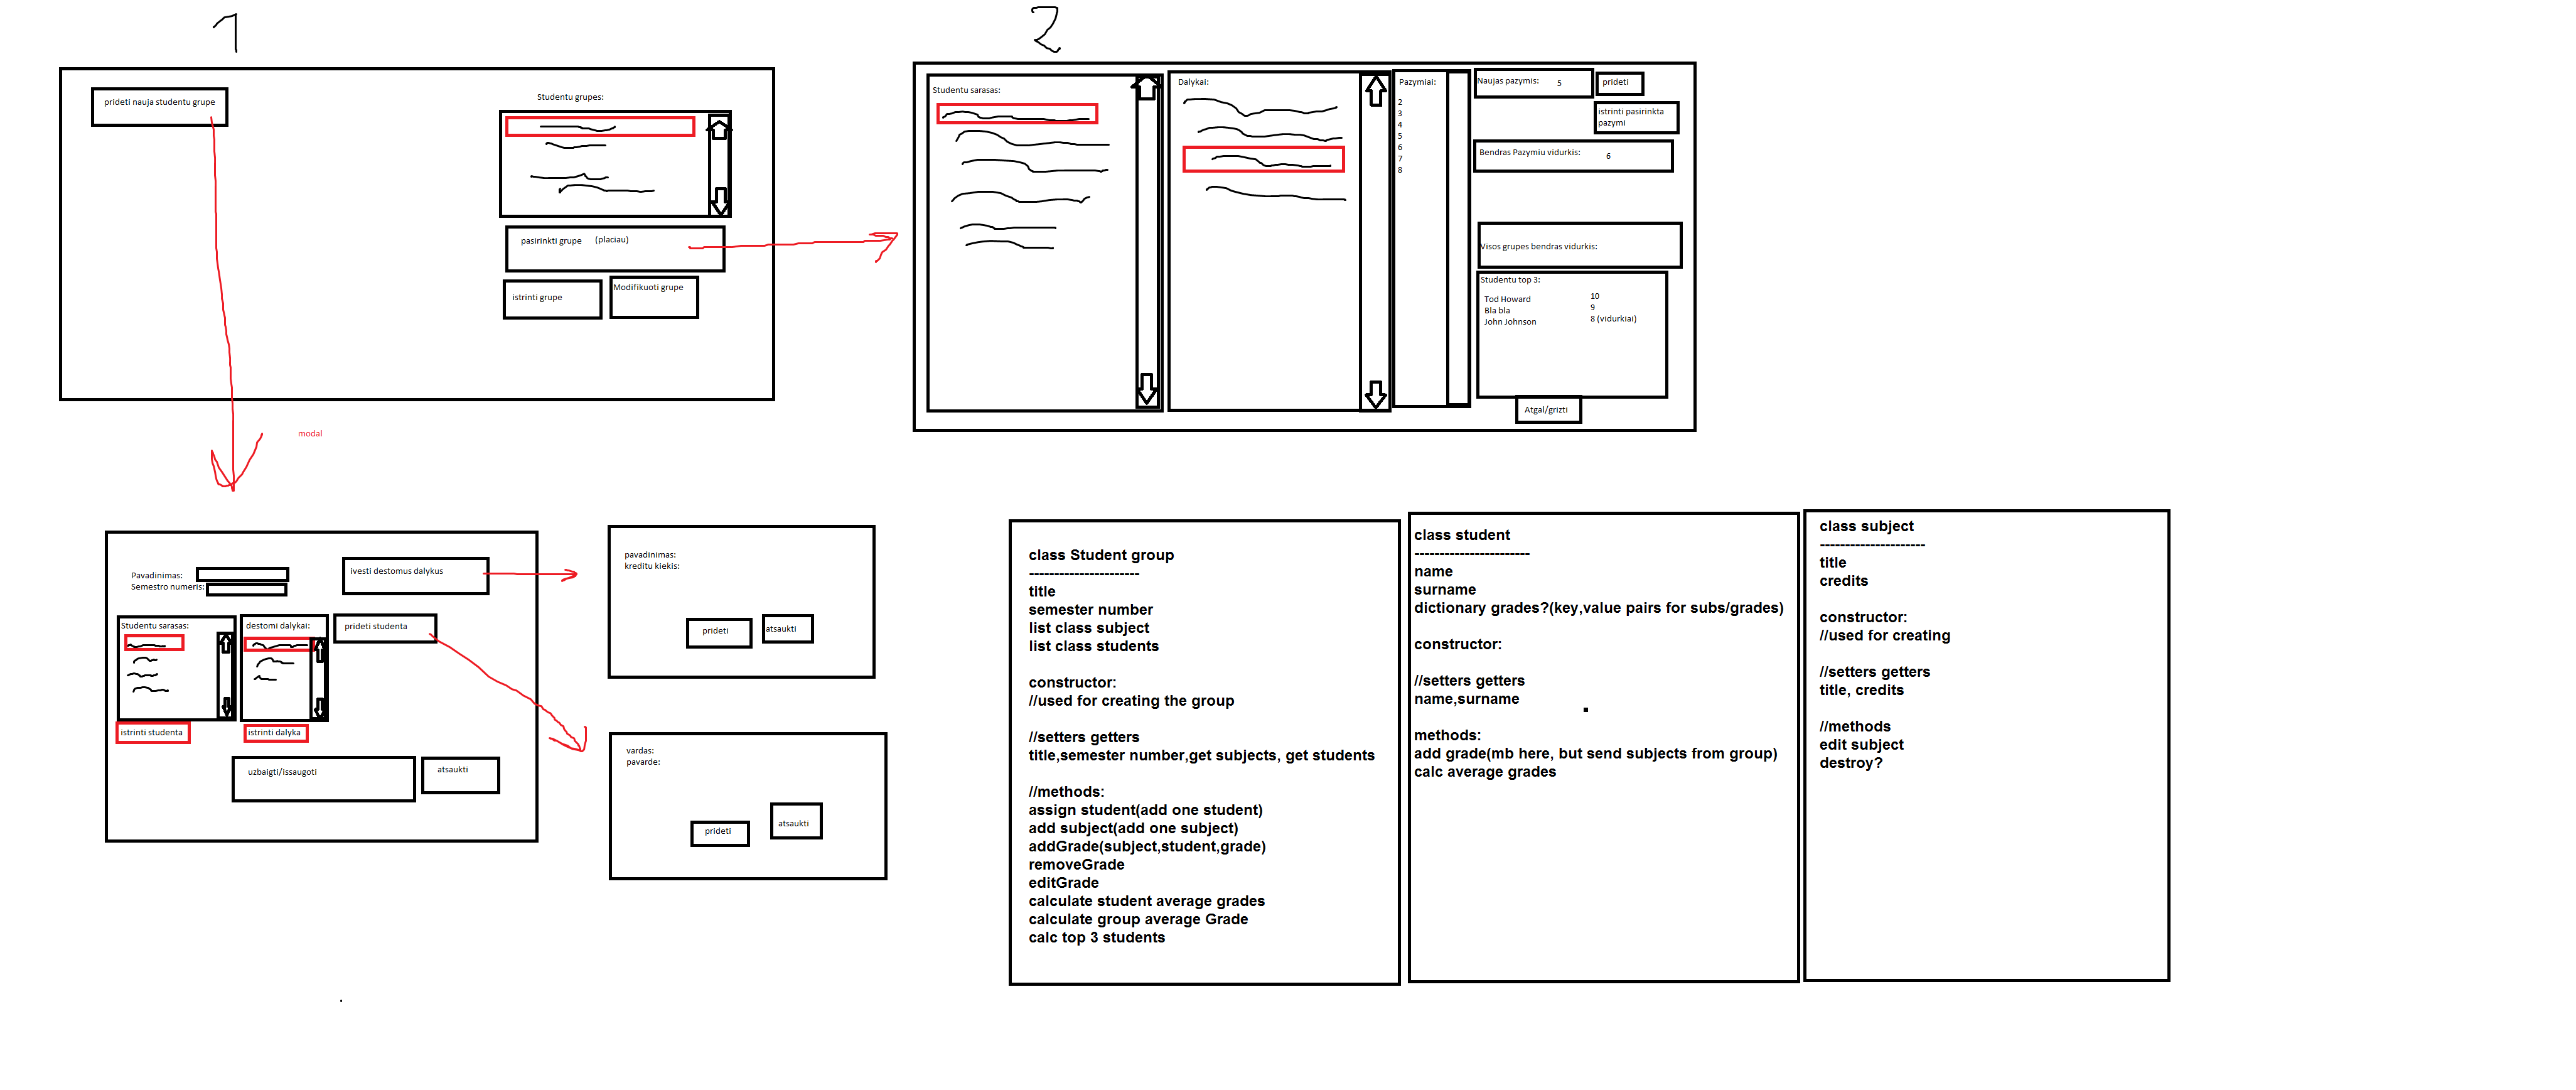 1
prideti nauja studentu grupe
Studentu grupes:
pasirinkti grupe (placiau)
istrinti grupe
Modifikuoti grupe
2
Studentu sarasas:
Dalykai:
Pazymiai:
2
3
4
5
6
7
8
Naujas pazymis: 5
prideti
istrinti pasirinkta
pazymi
Bendras Pazymiu vidurkis: 6
Visos grupes bendras vidurkis:
Studentu top 3:
Tod Howard 10
Bla bla 9
John Johnson 8 (vidurkiai)
Atgal/grizti
modal
Pavadinimas:
Semestro numeris:
ivesti destomus dalykus
Studentu sarasas:
destomi dalykai:
prideti studenta
istrinti studenta
istrinti dalyka
uzbaigti/issaugoti
atsaukti
pavadinimas:
kreditu kiekis:
prideti
atsaukti
vardas:
pavarde:
prideti
atsaukti
class Student group
----------------------
title
semester number
list class subject
list class students
constructor:
//used for creating the group
//setters getters
title,semester number,get subjects, get students
//methods:
assign student(add one student)
add subject(add one subject)
addGrade(subject,student,grade)
removeGrade
editGrade
calculate student average grades
calculate group average Grade
calc top 3 students
class student
-----------------------
name
surname
dictionary grades?(key,value pairs for subs/grades)
constructor:
//setters getters
name,surname
methods:
add grade(mb here, but send subjects from group)
calc average grades
class subject
---------------------
title
credits
constructor:
//used for creating
//setters getters
title, credits
//methods
edit subject
destroy?